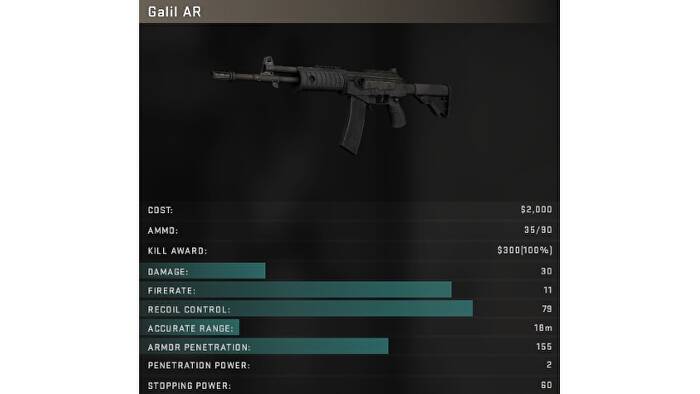 Galil AR
COST: $2,000
AMMO: 35/90
KILL AWARD: $300(100%)
DAMAGE: 30
FIRERATE: 11
RECOIL CONTROL: 79
ACCURATE RANGE: 16m
ARMOR PENETRATION: 155
PENETRATION POWER: 2
STOPPING POWER: 60